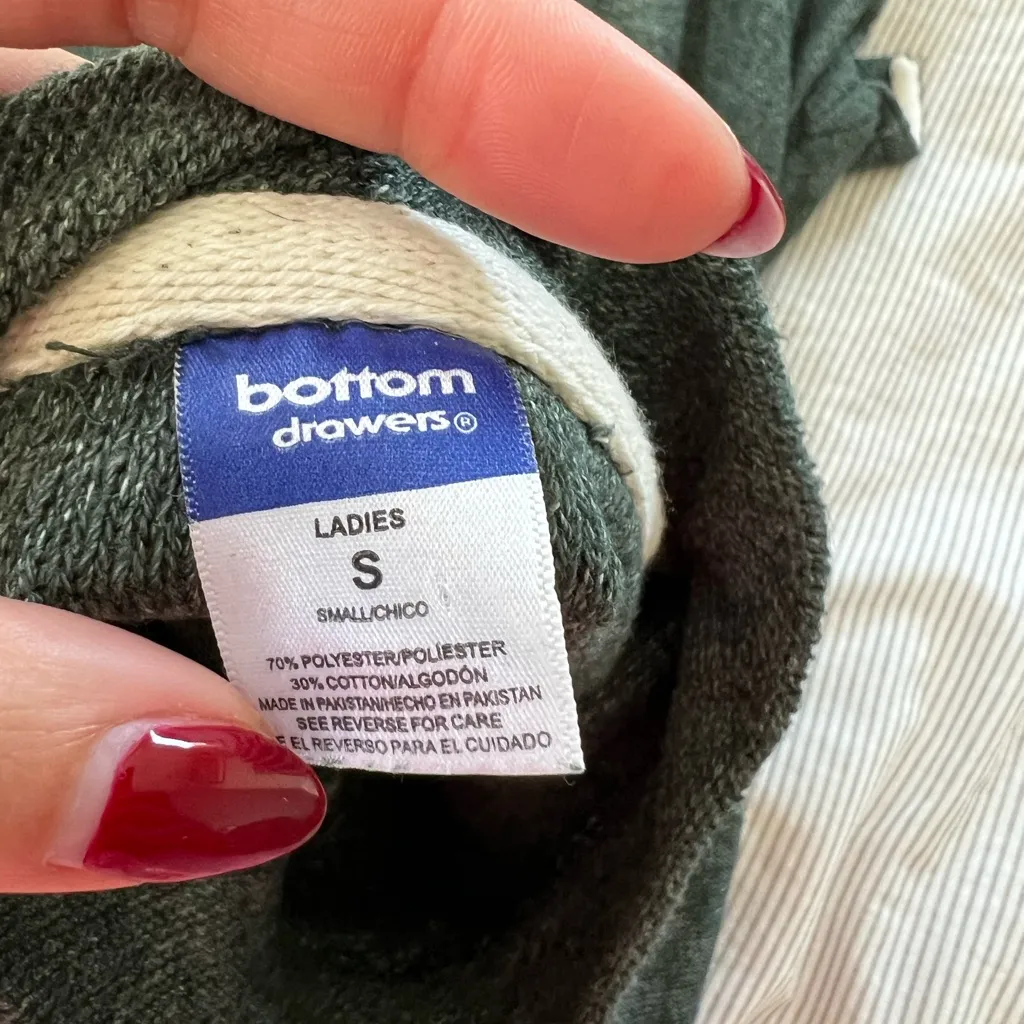 bottom
drawers®
LADIES
S
SMALL/CHICO
70% POLYESTER/POLIESTER
30% COTTON/ALGODÓN
MADE IN PAKISTAN/HECHO EN PAKISTAN
SEE REVERSE FOR CARE
EL REVERSO PARA EL CUIDADO